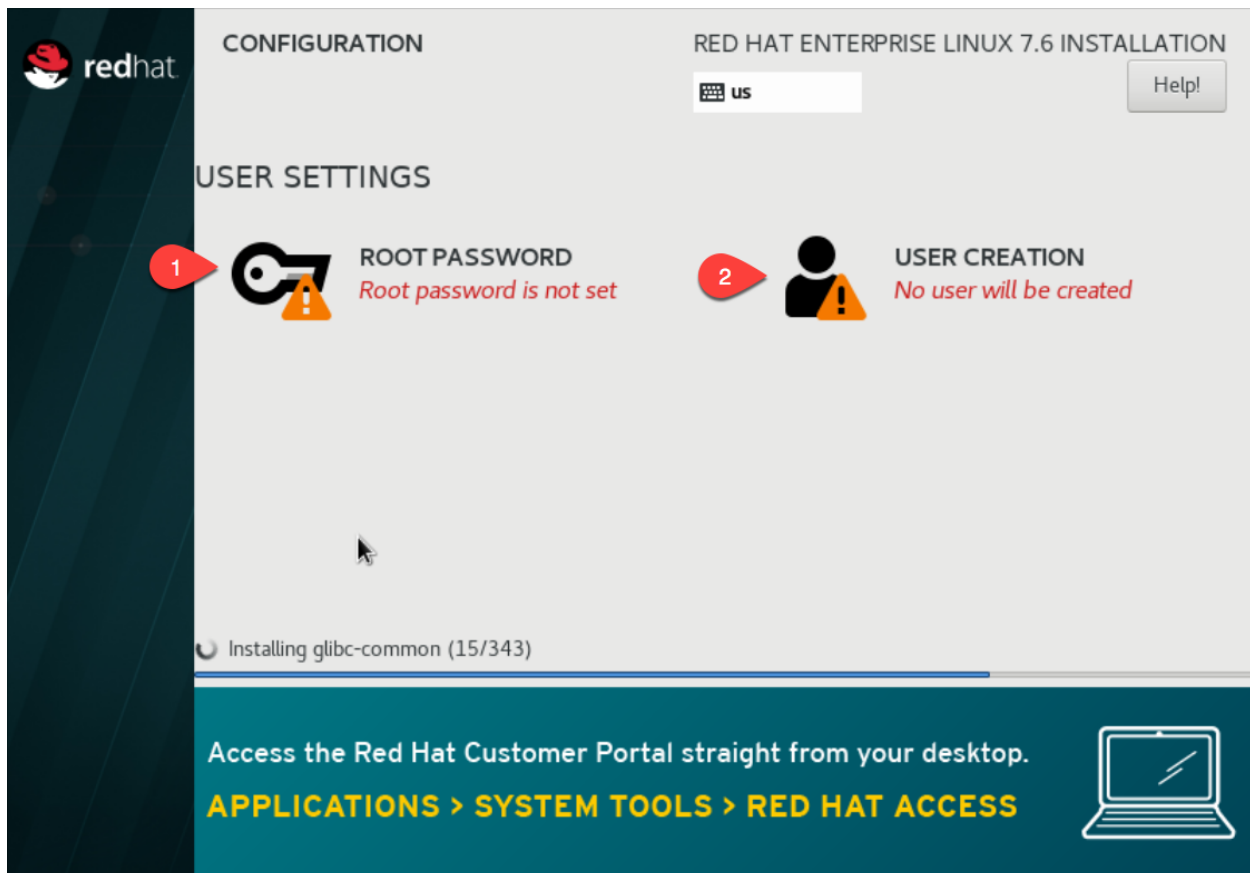 redhat.
CONFIGURATION
RED HAT ENTERPRISE LINUX 7.6 INSTALLATION
us
Help!
USER SETTINGS
1
ROOT PASSWORD
Root password is not set
2
USER CREATION
No user will be created
Installing glibc-common (15/343)
Access the Red Hat Customer Portal straight from your desktop.
APPLICATIONS > SYSTEM TOOLS > RED HAT ACCESS